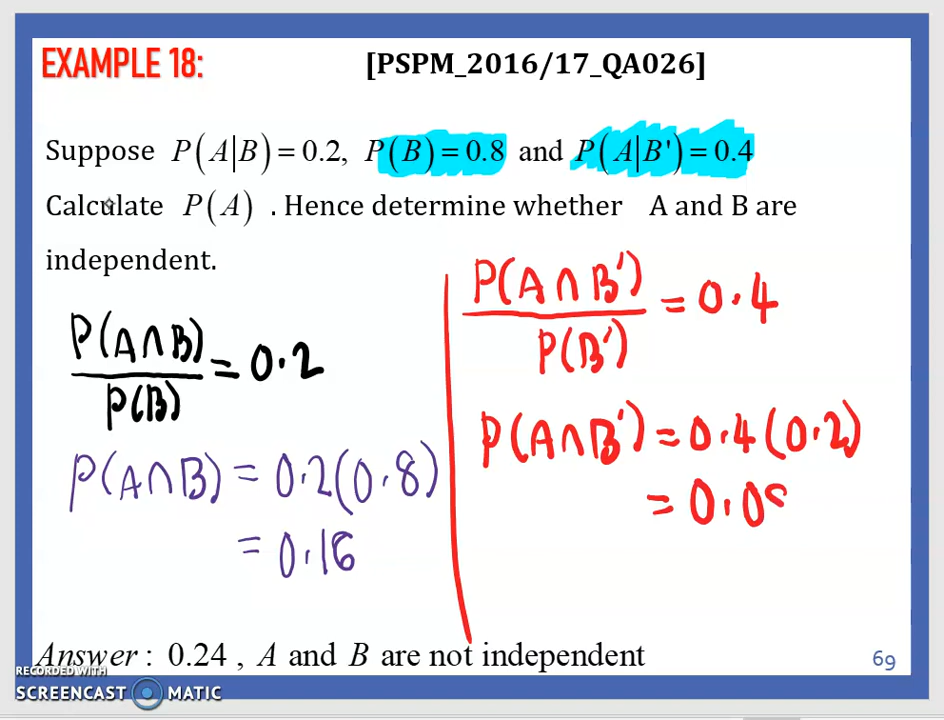 EXAMPLE 18:
[PSPM_2016/17_QA026]
Suppose P(A|B) = 0.2, P(B) = 0.8 and P(A|B') = 0.4
Calculate P(A) . Hence determine whether A and B are
independent.
P(A∩B)
P(B)
= 0.2
P(A∩B) = 0.2(0.8)
= 0.16
P(A∩B')
P(B')
= 0.4
P(A∩B') = 0.4(0.2)
= 0.08
Answer : 0.24 , A and B are not independent
RECORDED WITH
SCREENCAST MATIC
69